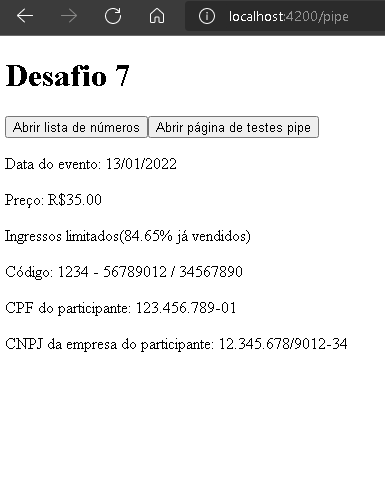 localhost:4200/pipe
Desafio 7
Abrir lista de números Abrir página de testes pipe
Data do evento: 13/01/2022
Preço: R$35.00
Ingressos limitados(84.65% já vendidos)
Código: 1234 - 56789012 / 34567890
CPF do participante: 123.456.789-01
CNPJ da empresa do participante: 12.345.678/9012-34